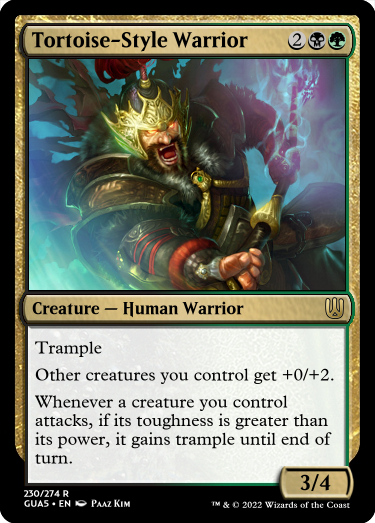 Tortoise-Style Warrior 2
Creature — Human Warrior
Trample
Other creatures you control get +0/+2.
Whenever a creature you control
attacks, if its toughness is greater than
its power, it gains trample until end of
turn.
230/274 R
GUA5 • EN Paaz Kim
™ & © 2022 Wizards of the Coast
3/4